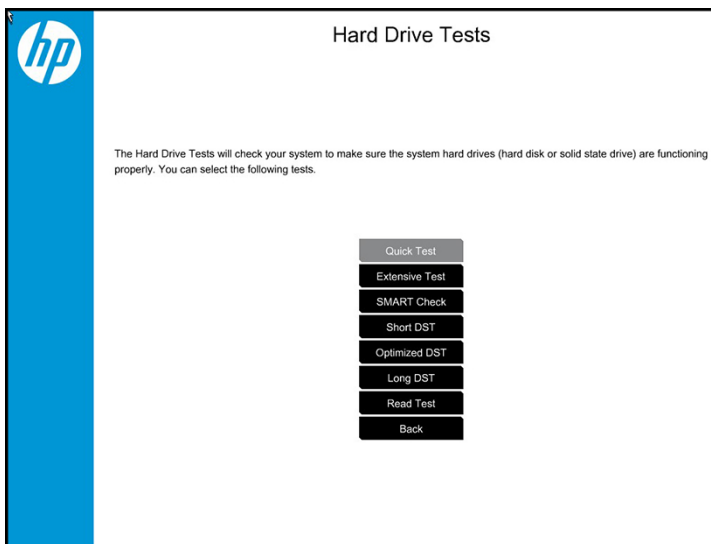 hp
Hard Drive Tests
The Hard Drive Tests will check your system to make sure the system hard drives (hard disk or solid state drive) are functioning
properly. You can select the following tests.
Quick Test
Extensive Test
SMART Check
Short DST
Optimized DST
Long DST
Read Test
Back